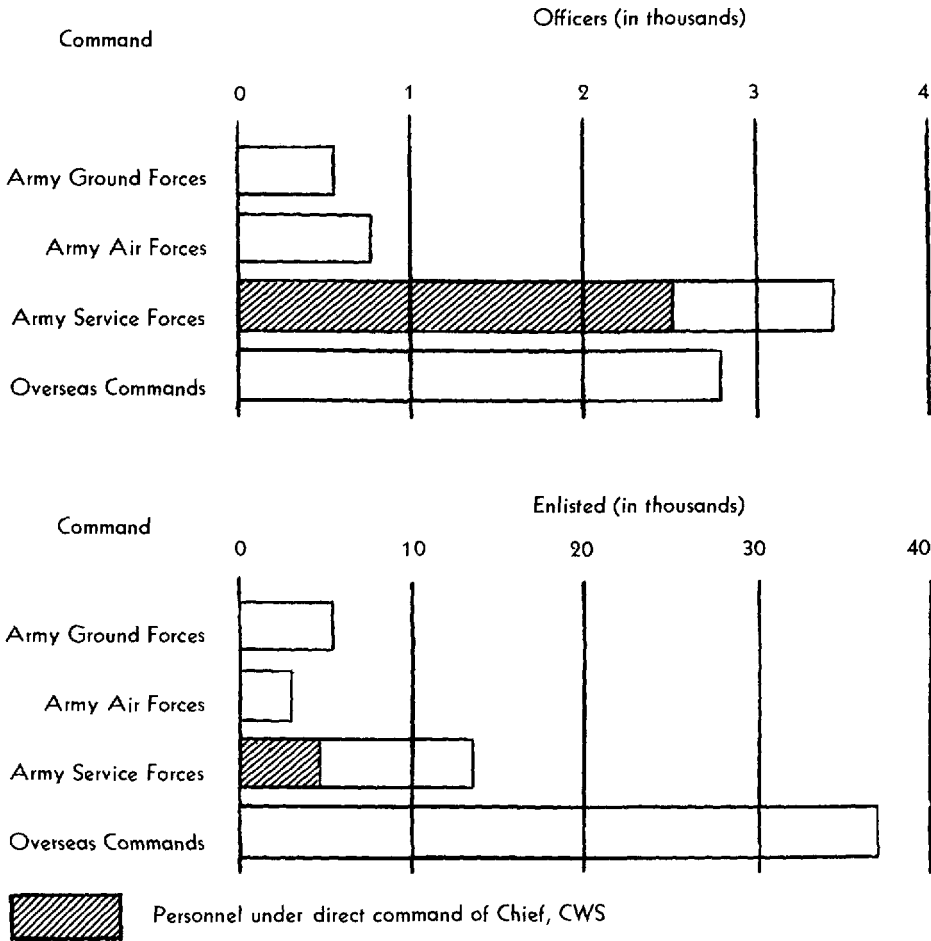 Officers (in thousands)
Command
0 1 2 3 4
Army Ground Forces
Army Air Forces
Army Service Forces
Overseas Commands
Enlisted (in thousands)
Command
0 10 20 30 40
Army Ground Forces
Army Air Forces
Army Service Forces
Overseas Commands
Personnel under direct command of Chief, CWS